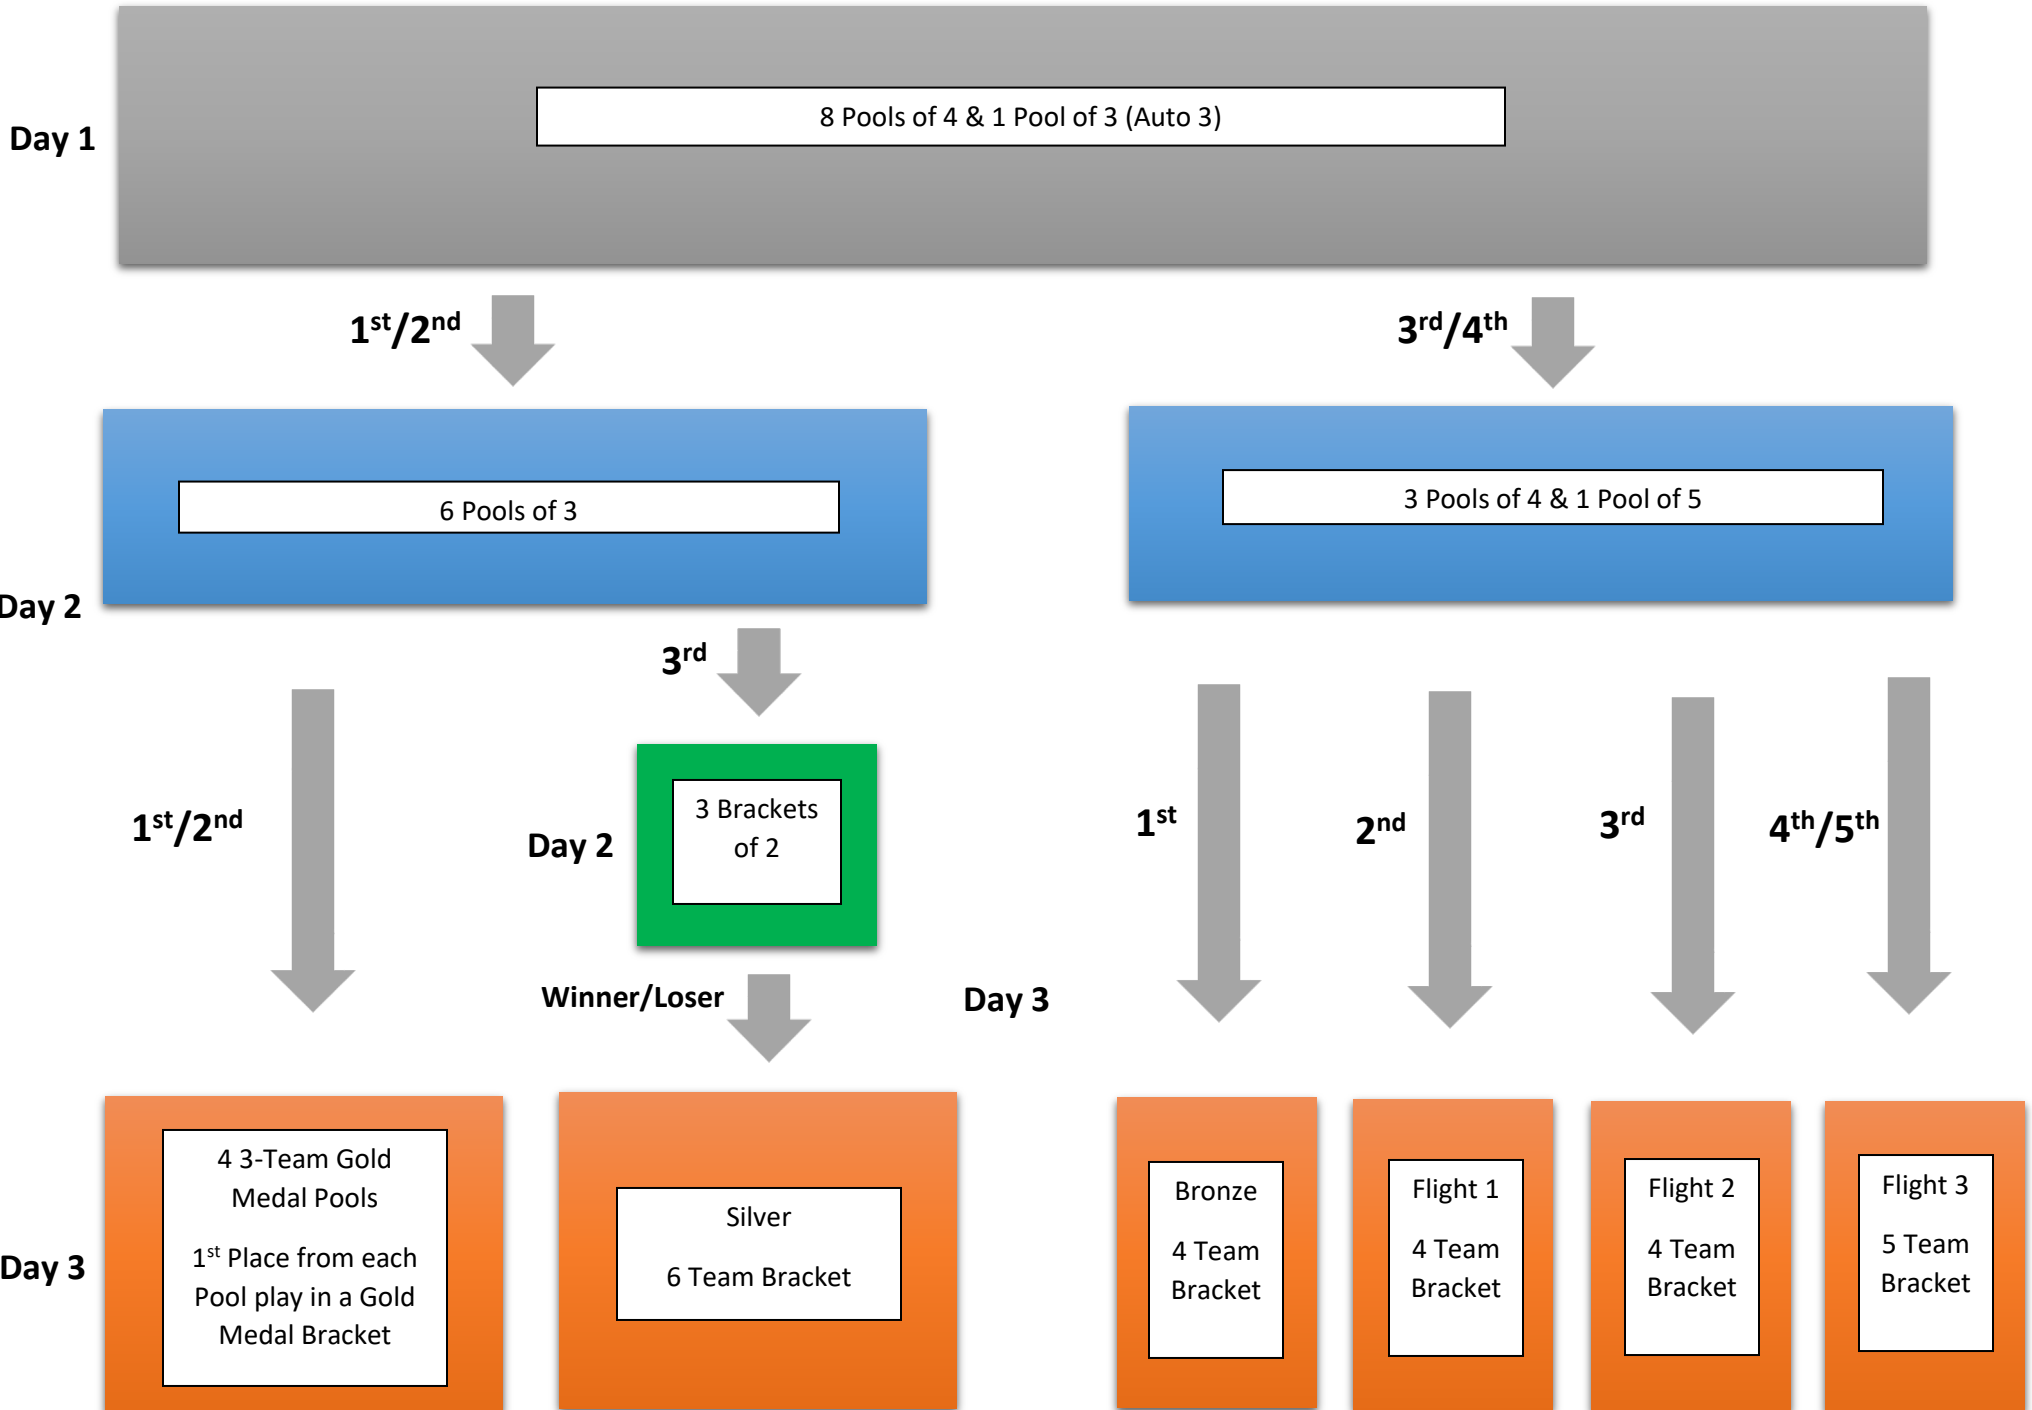 8 Pools of 4 & 1 Pool of 3 (Auto 3)
Day 1
1st/2nd
3rd/4th
6 Pools of 3
3 Pools of 4 & 1 Pool of 5
Day 2
3rd
1st/2nd
Day 2
3 Brackets
of 2
1st
2nd
3rd
4th/5th
Winner/Loser
Day 3
Day 3
4 3-Team Gold
Medal Pools
1st Place from each
Pool play in a Gold
Medal Bracket
Silver
6 Team Bracket
Bronze
4 Team
Bracket
Flight 1
4 Team
Bracket
Flight 2
4 Team
Bracket
Flight 3
5 Team
Bracket